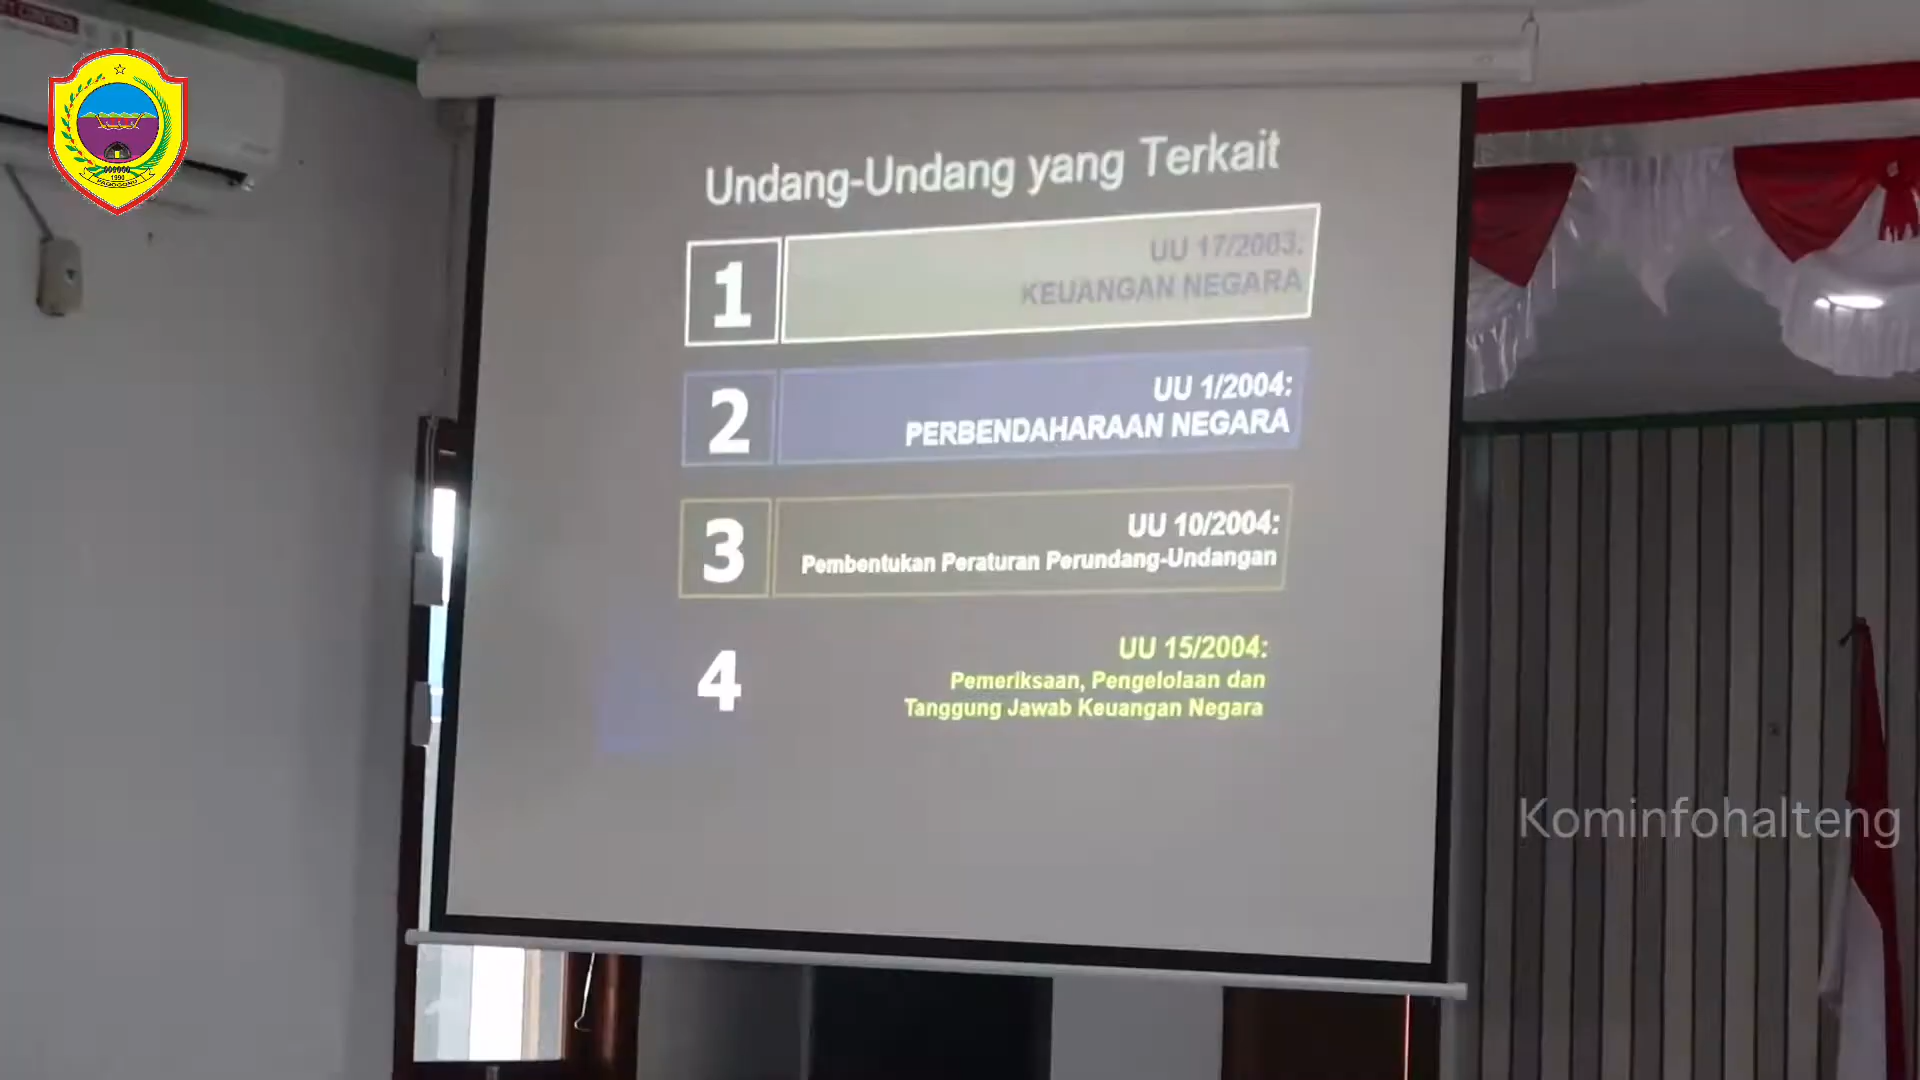 Undang-Undang yang Terkait
1
UU 17/2003:
KEUANGAN NEGARA
2
UU 1/2004:
PERBENDAHARAAN NEGARA
3
UU 10/2004:
Pembentukan Peraturan Perundang-Undangan
4
UU 15/2004:
Pemeriksaan, Pengelolaan dan
Tanggung Jawab Keuangan Negara
Kominfohalteng
1990